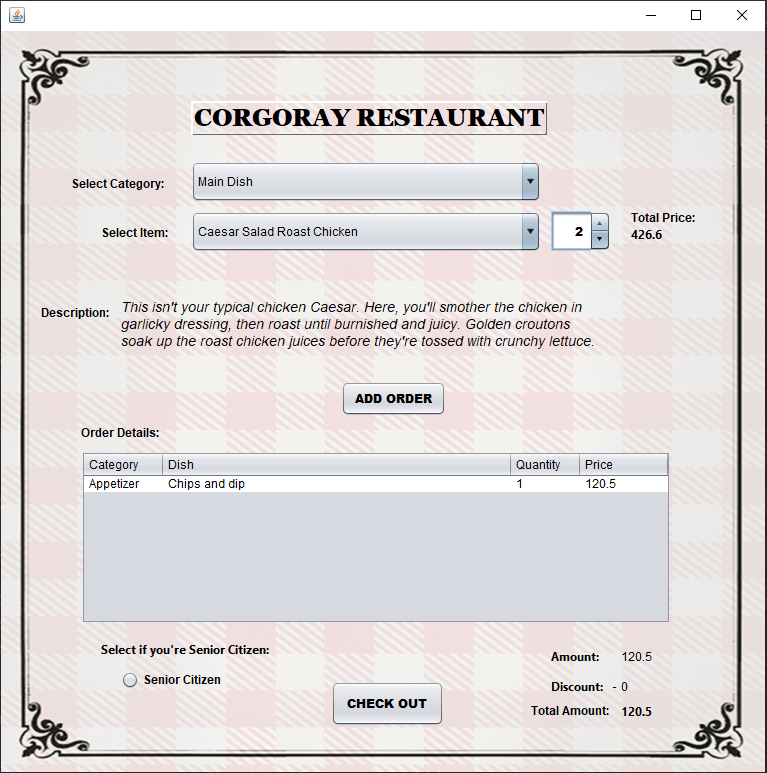 CORGORAY RESTAURANT
Select Category: Main Dish
Select Item: Caesar Salad Roast Chicken 2 Total Price:
426.6
Description: This isn't your typical chicken Caesar. Here, you'll smother the chicken in
garlicky dressing, then roast until burnished and juicy. Golden croutons
soak up the roast chicken juices before they're tossed with crunchy lettuce.
ADD ORDER
Order Details:
Category Dish Quantity Price
Appetizer Chips and dip 1 120.5
Select if you're Senior Citizen:
Senior Citizen
CHECK OUT
Amount: 120.5
Discount: - 0
Total Amount: 120.5